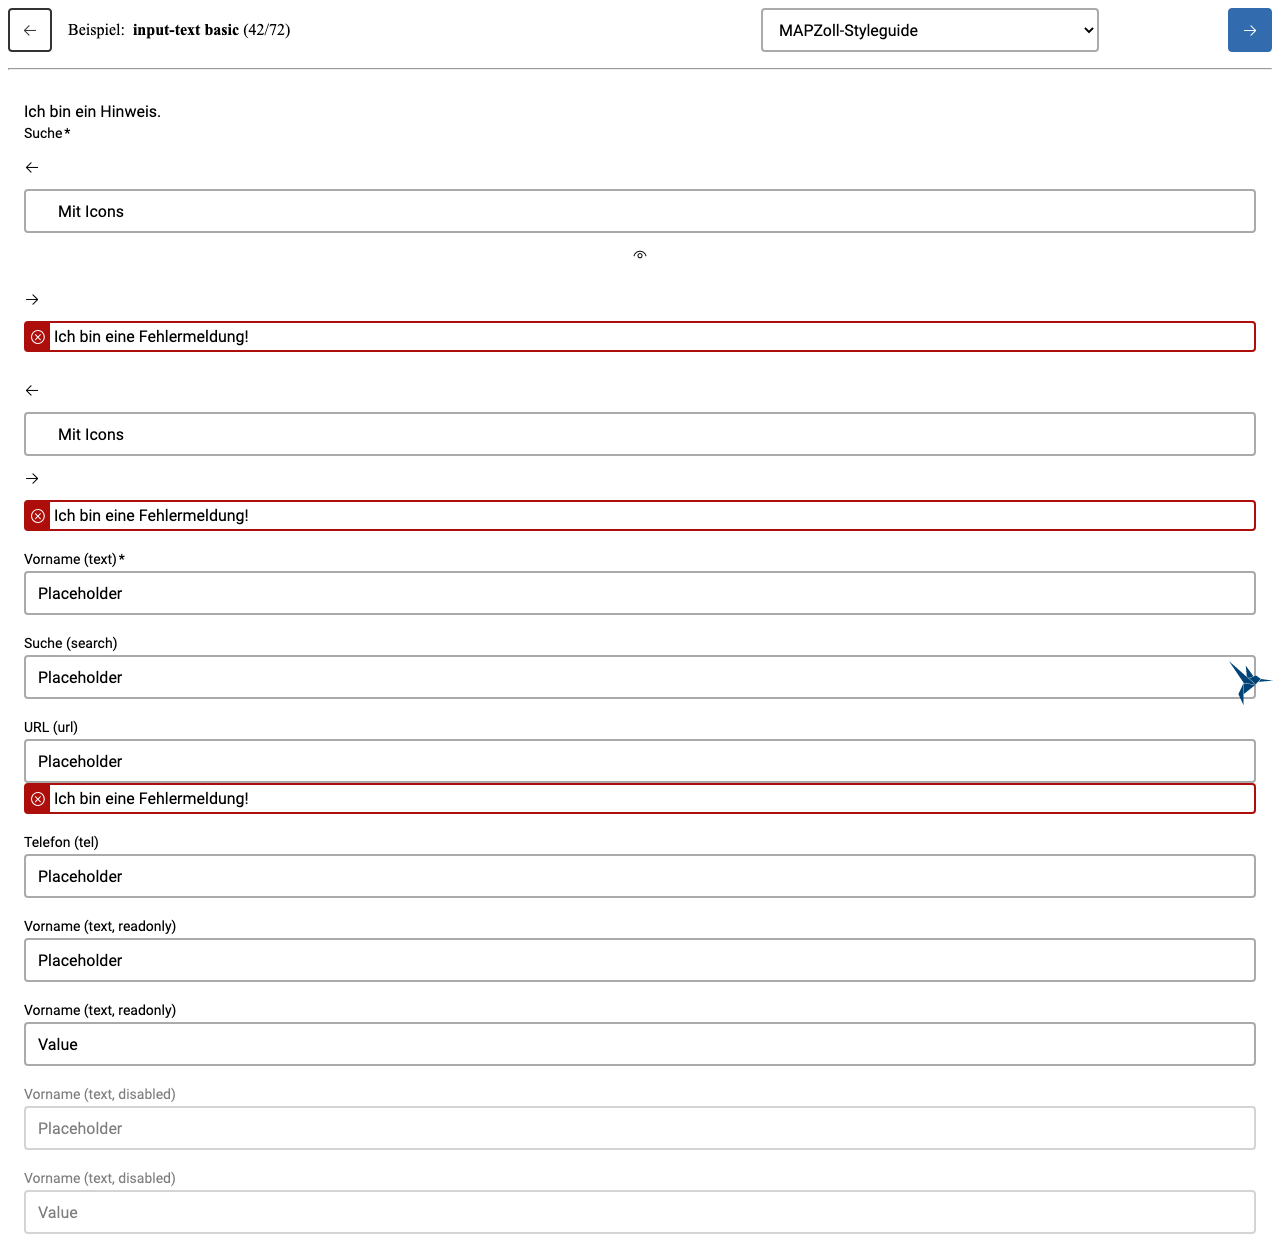 Beispiel: input-text basic (42/72)
MAPZoll-Styleguide
Ich bin ein Hinweis.
Suche*
Mit Icons
Ich bin eine Fehlermeldung!
Mit Icons
Ich bin eine Fehlermeldung!
Vorname (text)*
Placeholder
Suche (search)
Placeholder
URL (url)
Placeholder
Ich bin eine Fehlermeldung!
Telefon (tel)
Placeholder
Vorname (text, readonly)
Placeholder
Vorname (text, readonly)
Value
Vorname (text, disabled)
Placeholder
Vorname (text, disabled)
Value